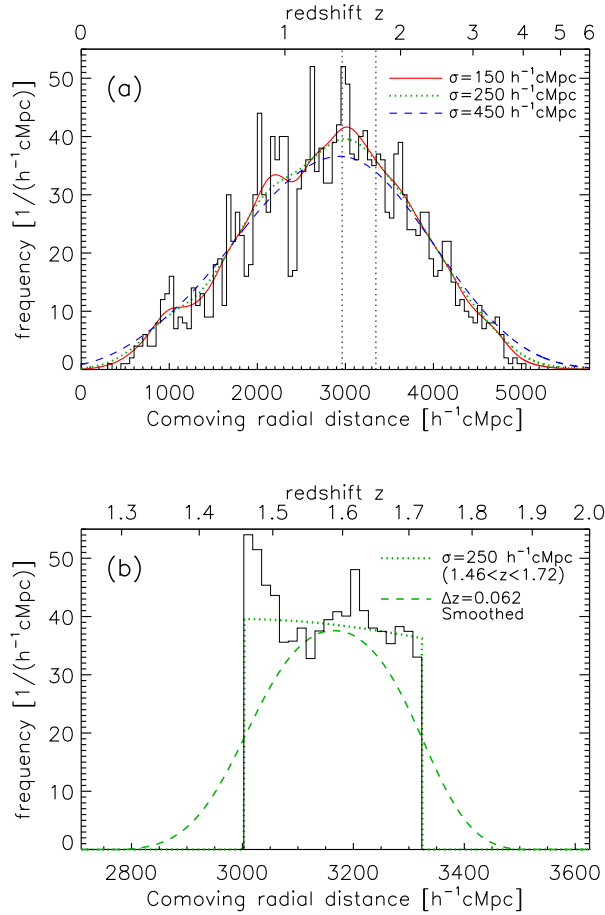 redshift z
0 1 2 3 4 5 6
(a)
σ=150 h⁻¹cMpc
σ=250 h⁻¹cMpc
σ=450 h⁻¹cMpc
50
40
30
20
10
0
frequency [1/(h⁻¹cMpc)]
0 1000 2000 3000 4000 5000
Comoving radial distance [h⁻¹cMpc]
redshift z
1.3 1.4 1.5 1.6 1.7 1.8 1.9 2.0
(b)
σ=250 h⁻¹cMpc
(1.46<z<1.72)
Δz=0.062
Smoothed
50
40
30
20
10
0
frequency [1/(h⁻¹cMpc)]
2800 3000 3200 3400 3600
Comoving radial distance [h⁻¹cMpc]